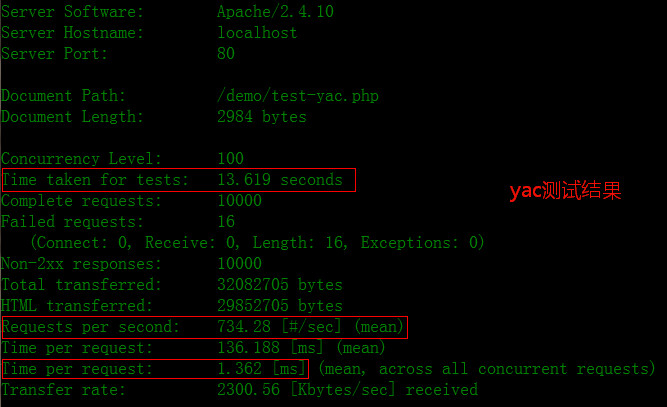 Server Software: Apache/2.4.10
Server Hostname: localhost
Server Port: 80
Document Path: /demo/test-yac.php
Document Length: 2984 bytes
Concurrency Level: 100
Time taken for tests: 13.619 seconds
Complete requests: 10000
Failed requests: 16
(Connect: 0, Receive: 0, Length: 16, Exceptions: 0)
Non-2xx responses: 10000
Total transferred: 32082705 bytes
HTML transferred: 29852705 bytes
Requests per second: 734.28 [#/sec] (mean)
Time per request: 136.188 [ms] (mean)
Time per request: 1.362 [ms] (mean, across all concurrent requests)
Transfer rate: 2300.56 [Kbytes/sec] received
yac测试结果